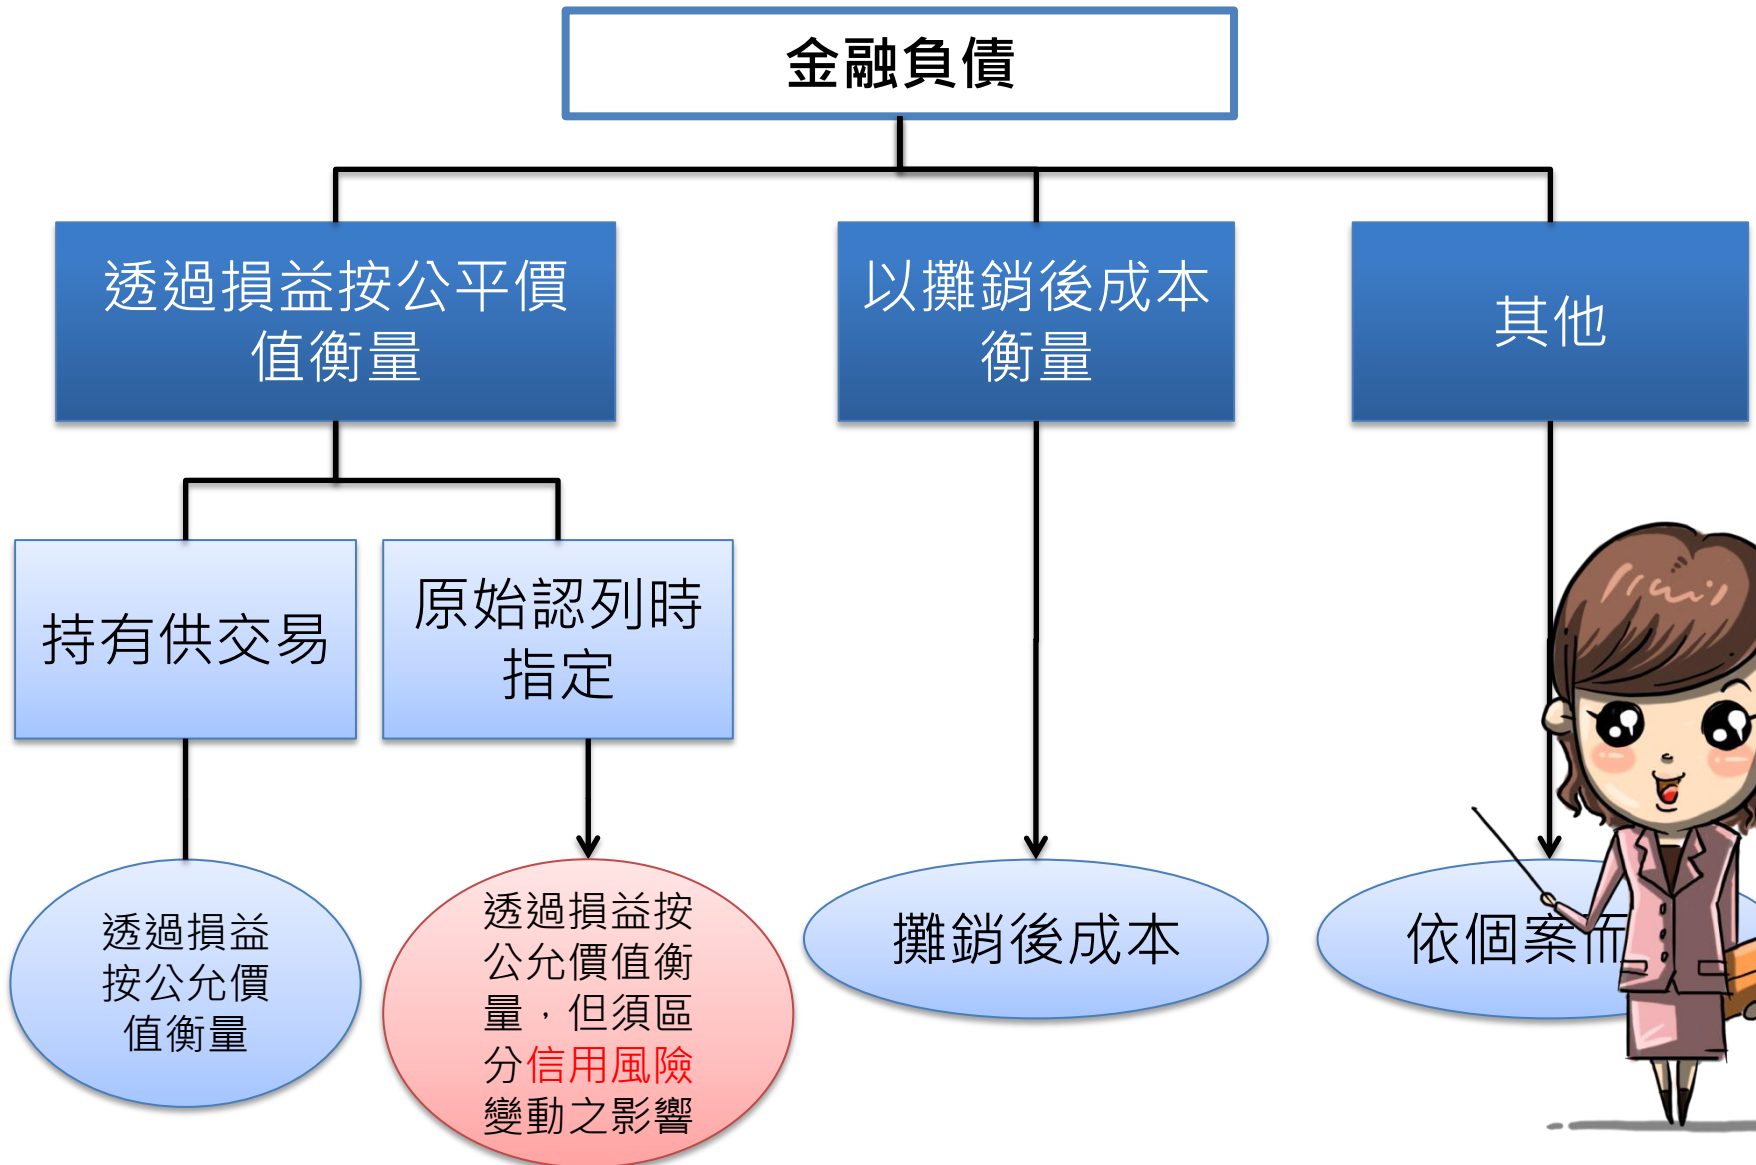 金融負債
透過損益按公平價
值衡量
以攤銷後成本
衡量
其他
持有供交易
原始認列時
指定
透過損益
按公允價
值衡量
透過損益按
公允價值衡
量，但須區
分信用風險
變動之影響
攤銷後成本
依個案而